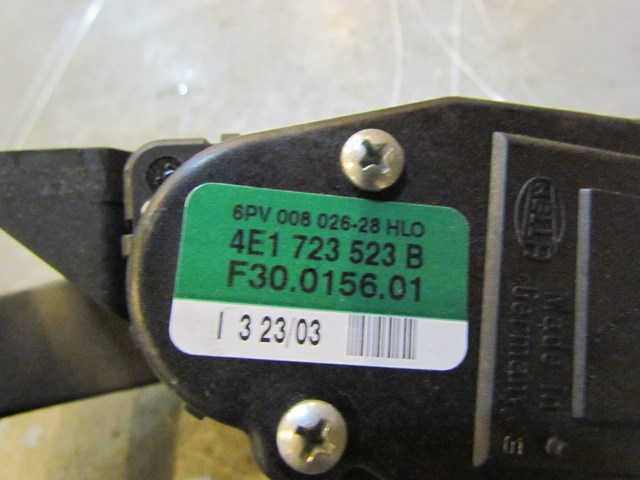 6PV 008 026-28 HLO
4E1 723 523 B
F30.0156.01
I 3 23/03
HELLA
Made in
Germany